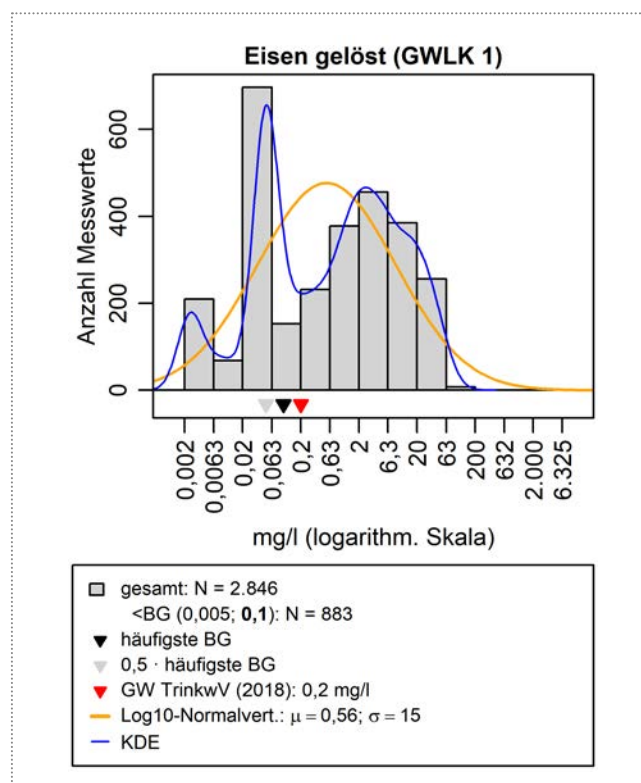 Eisen gelöst (GWLK 1)
Anzahl Messwerte
600
400
200
0
0,002
0,0063
0,02
0,063
0,2
0,63
2
6,3
20
63
200
632
2.000
6.325
mg/l (logarithm. Skala)
gesamt: N = 2.846
<BG (0,005; 0,1): N = 883
häufigste BG
0,5 · häufigste BG
GW TrinkwV (2018): 0,2 mg/l
Log10-Normalvert.: μ = 0,56; σ = 15
KDE